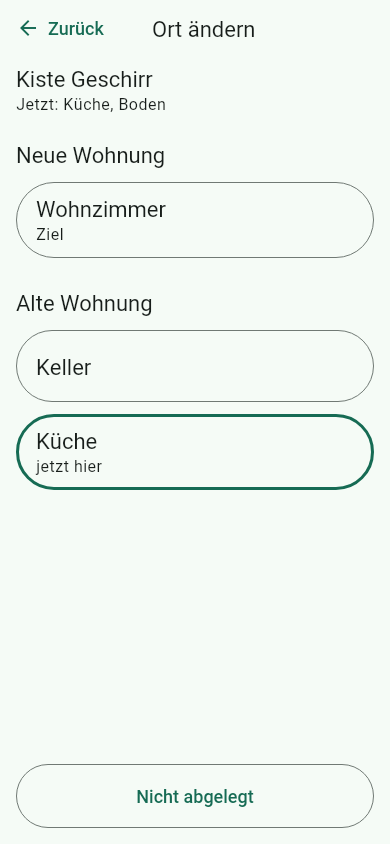 Zurück
Ort ändern
Kiste Geschirr
Jetzt: Küche, Boden
Neue Wohnung
Wohnzimmer
Ziel
Alte Wohnung
Keller
Küche
jetzt hier
Nicht abgelegt